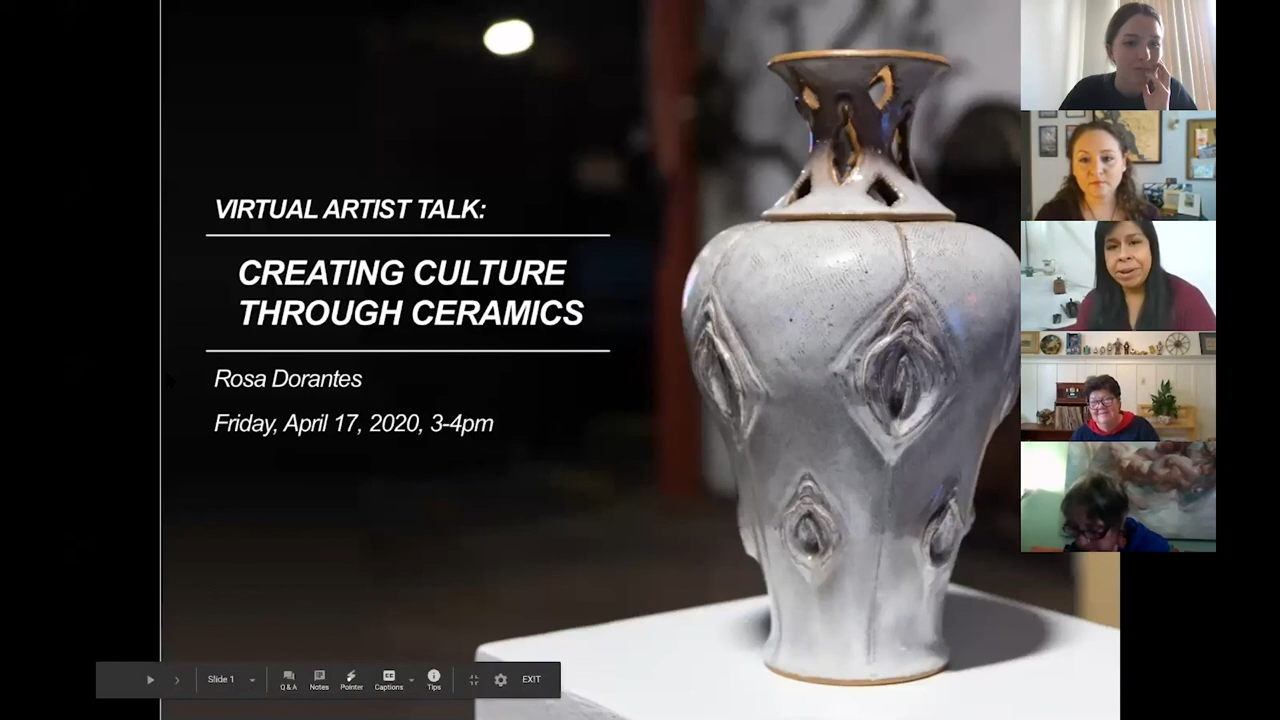 VIRTUAL ARTIST TALK:
CREATING CULTURE
THROUGH CERAMICS
Rosa Dorantes
Friday, April 17, 2020, 3-4pm
Slide 1
Q & A
Notes
Pointer
Captions
Tips
EXIT